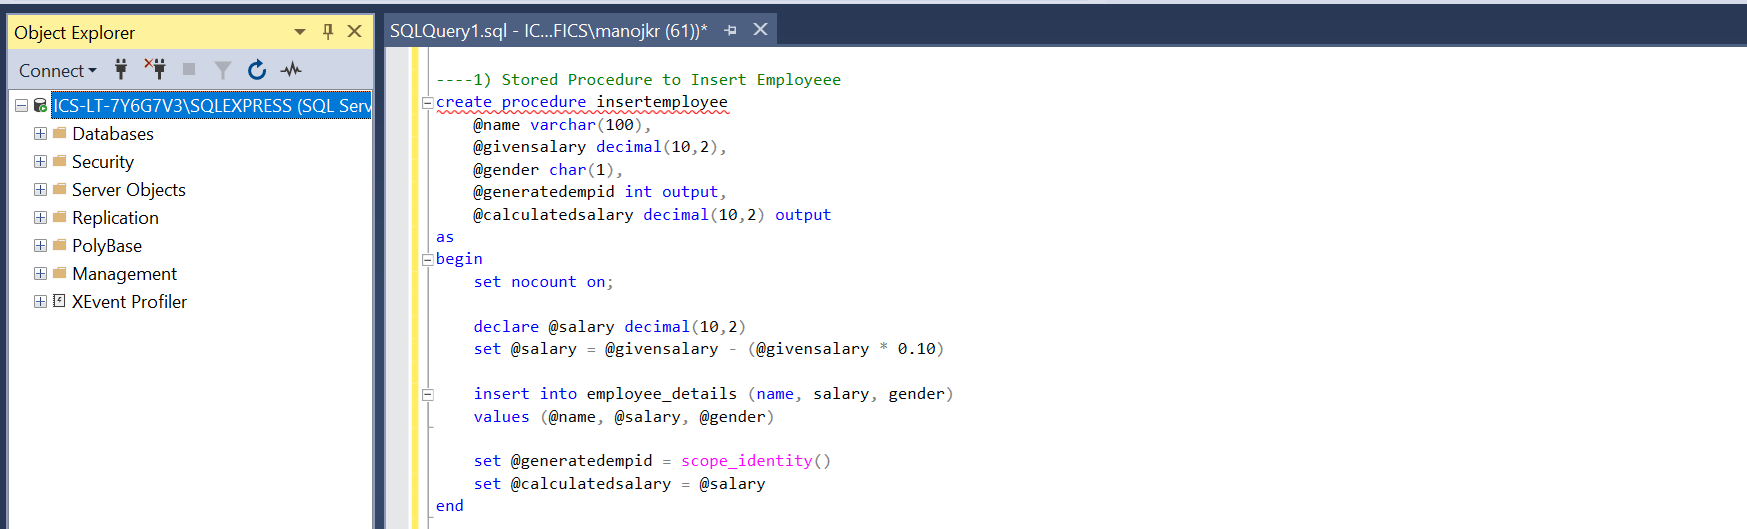 Object Explorer
Connect
ICS-LT-7Y6G7V3\SQLEXPRESS (SQL Serv
Databases
Security
Server Objects
Replication
PolyBase
Management
XEvent Profiler
SQLQuery1.sql - IC...FICS\manojkr (61))*
----1) Stored Procedure to Insert Employeee
create procedure insertemployee
@name varchar(100),
@givensalary decimal(10,2),
@gender char(1),
@generatedempid int output,
@calculatedsalary decimal(10,2) output
as
begin
set nocount on;
declare @salary decimal(10,2)
set @salary = @givensalary - (@givensalary * 0.10)
insert into employee_details (name, salary, gender)
values (@name, @salary, @gender)
set @generatedempid = scope_identity()
set @calculatedsalary = @salary
end